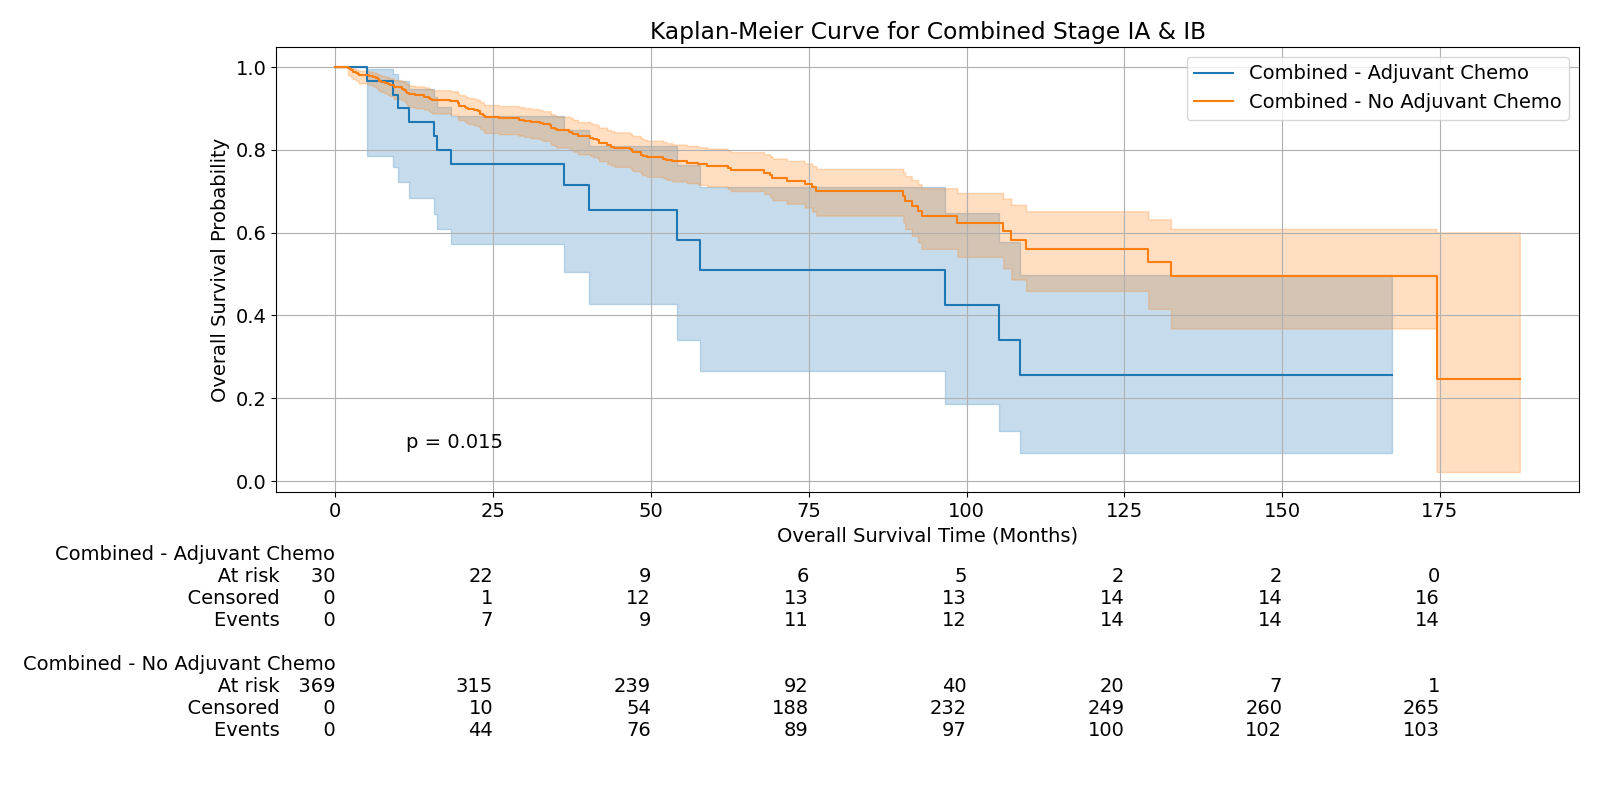 Kaplan-Meier Curve for Combined Stage IA & IB
Combined - Adjuvant Chemo
Combined - No Adjuvant Chemo
Overall Survival Probability
1.0
0.8
0.6
0.4
0.2
0.0
p = 0.015
0 25 50 75 100 125 150 175
Overall Survival Time (Months)
Combined - Adjuvant Chemo
At risk 30 22 9 6 5 2 2 0
Censored 0 1 12 13 13 14 14 16
Events 0 7 9 11 12 14 14 14
Combined - No Adjuvant Chemo
At risk 369 315 239 92 40 20 7 1
Censored 0 10 54 188 232 249 260 265
Events 0 44 76 89 97 100 102 103